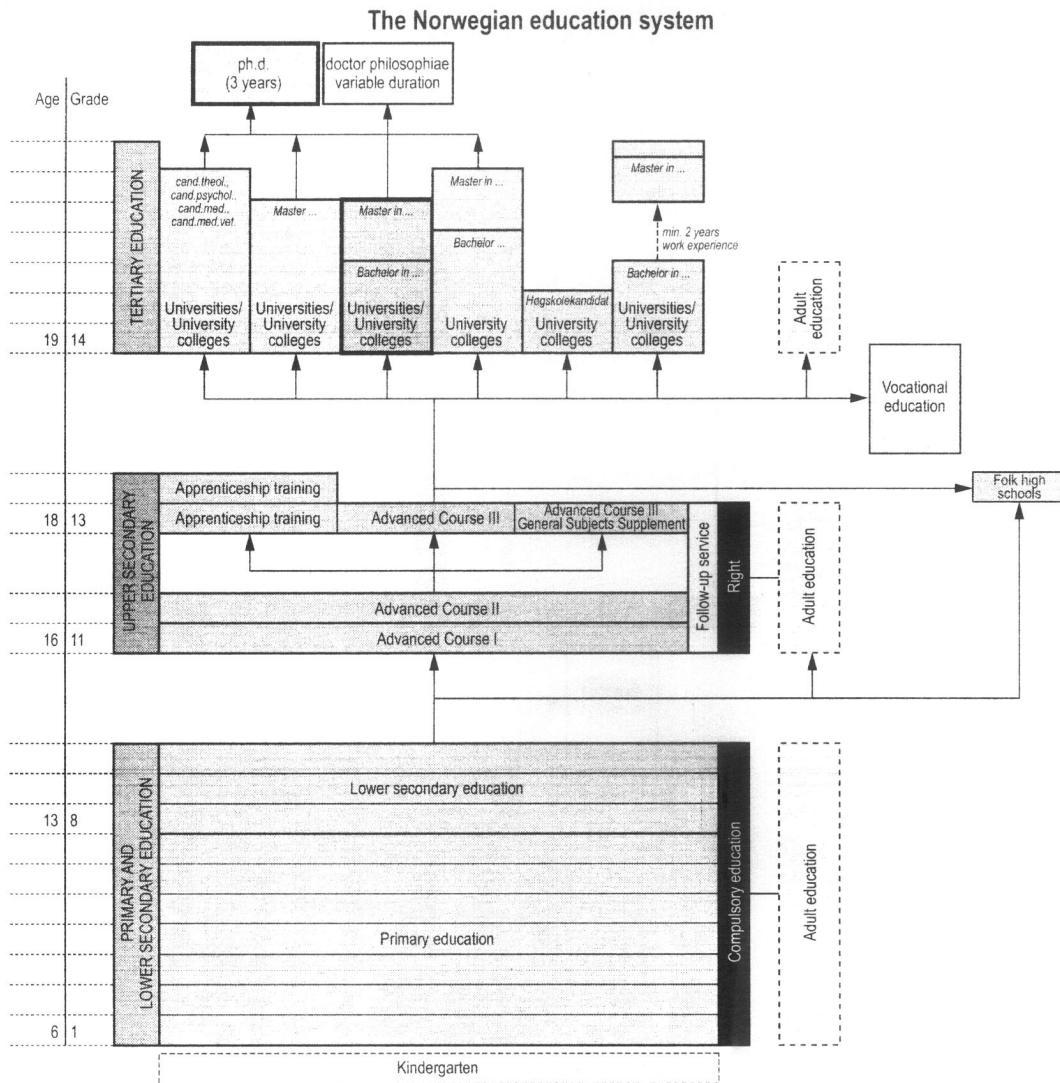 The Norwegian education system
ph.d.
(3 years)
doctor philosophiae
variable duration
Age
Grade
TERTIARY EDUCATION
cand.theol.,
cand.psychol.,
cand.med.,
cand.med.vet.
Universities/
University
colleges
Master ...
Universities/
University
colleges
Master in ...
Bachelor in ...
Universities/
University
colleges
Master in ...
Bachelor ...
University
colleges
Høgskolekandidat
University
colleges
Master in ...
min. 2 years
work experience
Bachelor in ...
Universities/
University
colleges
Adult
education
19 14
Vocational
education
UPPER SECONDARY
EDUCATION
Apprenticeship training
Folk high
schools
18 13
Apprenticeship training
Advanced Course III
Advanced Course III
General Subjects Supplement
Follow-up service
Right
Adult education
Advanced Course II
16 11
Advanced Course I
PRIMARY AND
LOWER SECONDARY EDUCATION
Lower secondary education
13 8
Compulsory education
Adult education
Primary education
6 1
Kindergarten